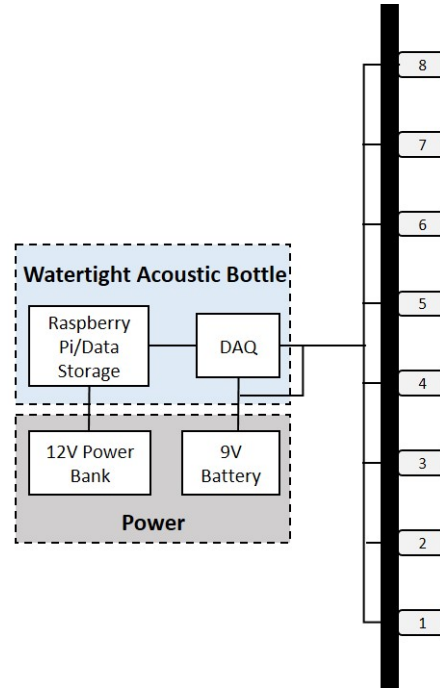 8
7
6
5
4
3
2
1
Watertight Acoustic Bottle
Raspberry
Pi/Data
Storage
DAQ
12V Power
Bank
9V
Battery
Power